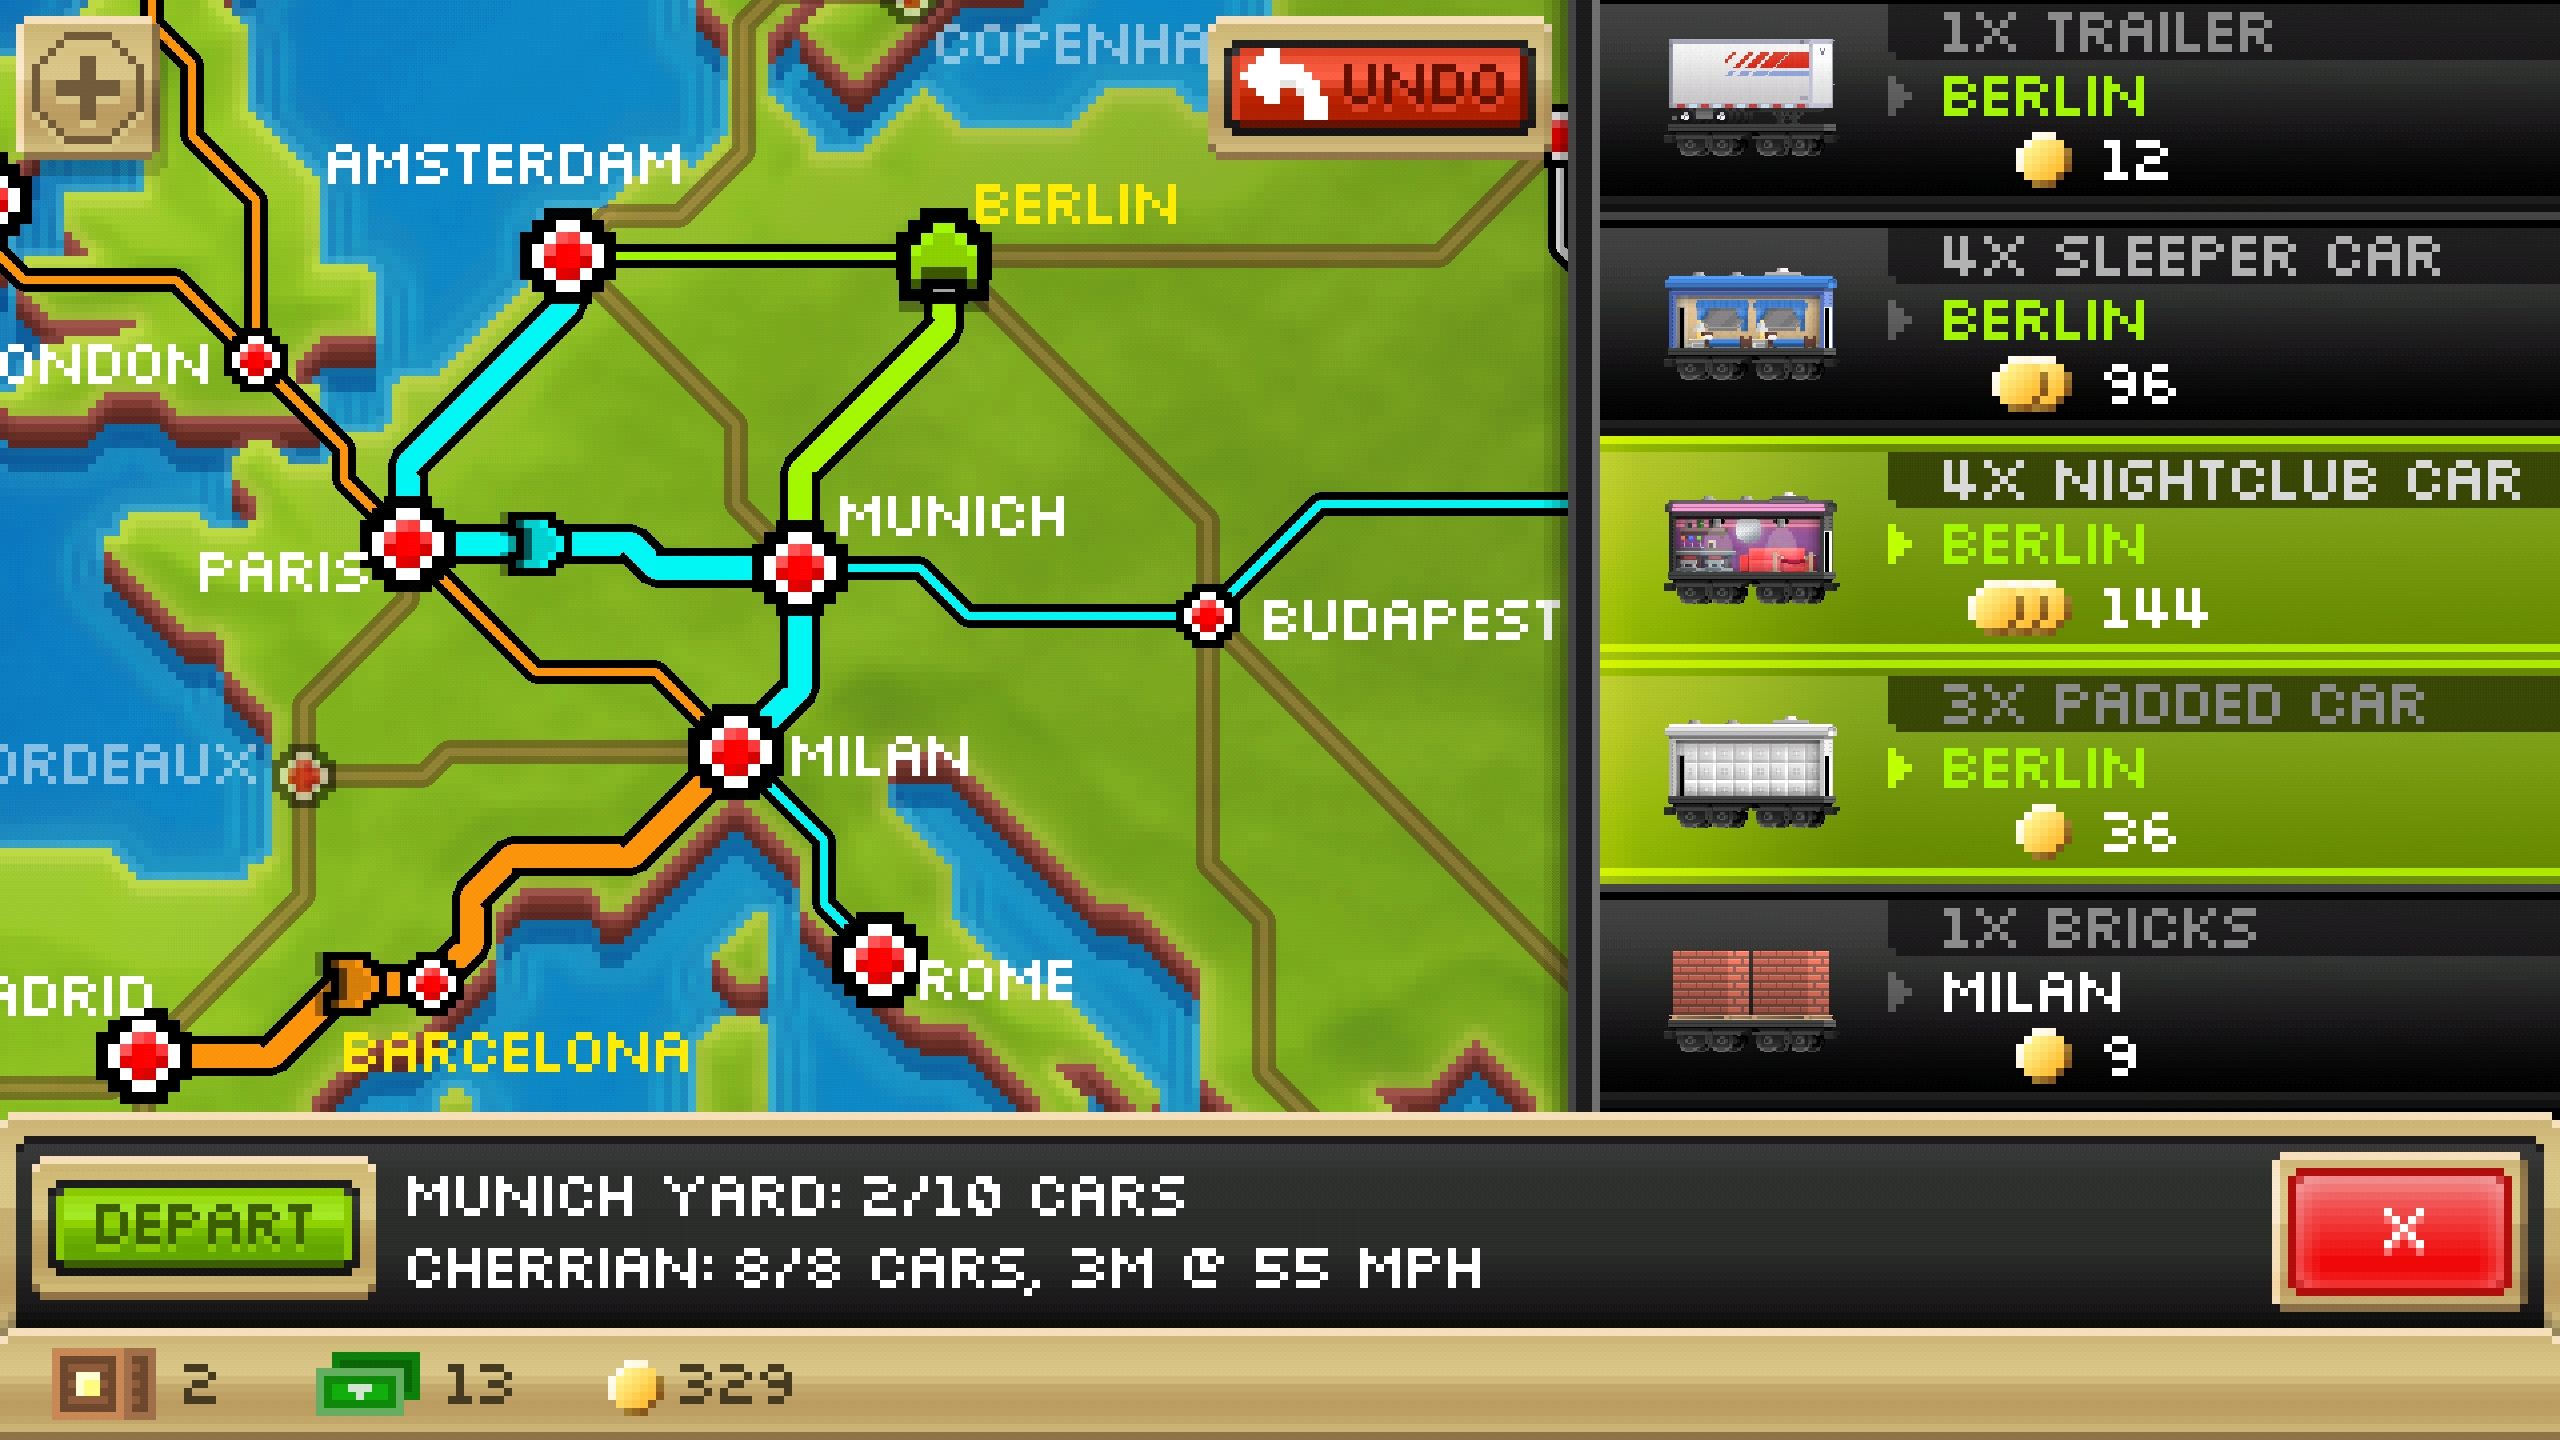 COPENHA
UNDO
AMSTERDAM
BERLIN
ONDON
MUNICH
PARIS
BUDAPEST
MILAN
ORDEAUX
ROME
ADRID
BARCELONA
1X TRAILER
BERLIN
12
4X SLEEPER CAR
BERLIN
96
4X NIGHTCLUB CAR
BERLIN
144
3X PADDED CAR
BERLIN
36
1X BRICKS
MILAN
9
DEPART
MUNICH YARD: 2/10 CARS
CHERRIAN: 8/8 CARS, 3M @ 55 MPH
X
2
13
329